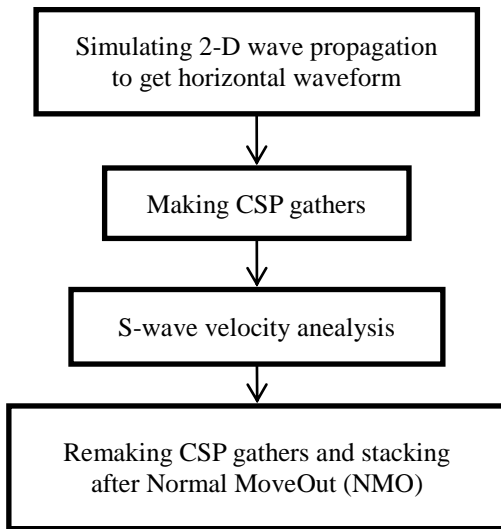 Simulating 2-D wave propagation
to get horizontal waveform
Making CSP gathers
S-wave velocity anealysis
Remaking CSP gathers and stacking
after Normal MoveOut (NMO)